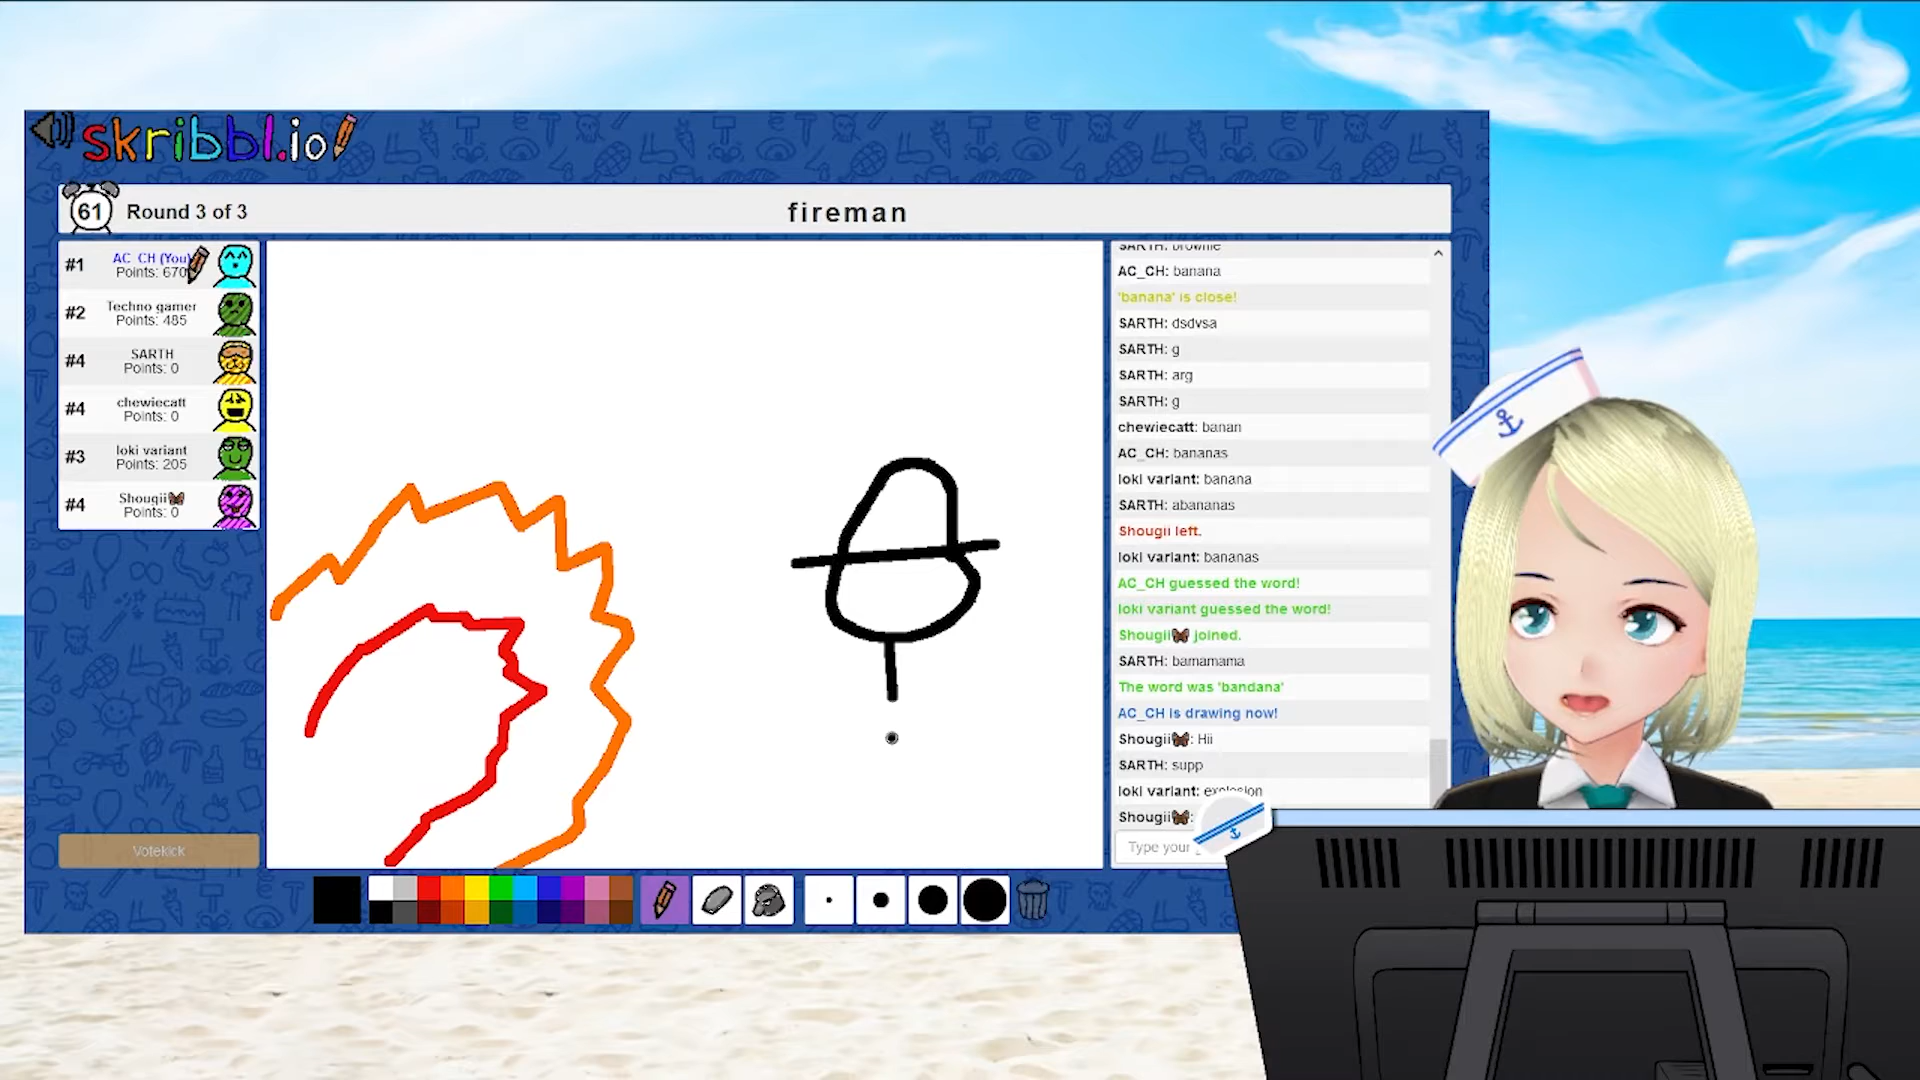 skribbl.io
61
Round 3 of 3
fireman
#1
AC_CH (You)
Points: 670
#2
Techno gamer
Points: 485
#4
SARTH
Points: 0
#4
chewiecatt
Points: 0
#3
loki variant
Points: 205
#4
Shougii
Points: 0
Votekick
SARTH: brownie
AC_CH: banana
'banana' is close!
SARTH: dsdvsa
SARTH: g
SARTH: arg
SARTH: g
chewiecatt: banan
AC_CH: bananas
loki variant: banana
SARTH: abananas
Shougii left.
loki variant: bananas
AC_CH guessed the word!
loki variant guessed the word!
Shougii joined.
SARTH: bamamama
The word was 'bandana'
AC_CH is drawing now!
Shougii: Hii
SARTH: supp
loki variant: explosion
Shougii:
Type your